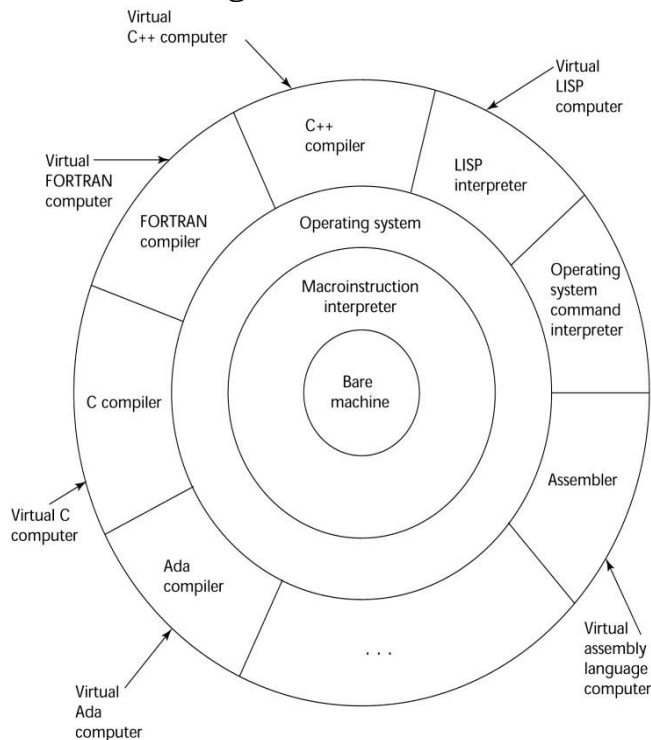 Virtual
C++ computer
Virtual
LISP
computer
C++
compiler
Virtual
FORTRAN
computer
LISP
interpreter
FORTRAN
compiler
Operating system
Operating
system
command
interpreter
Macroinstruction
interpreter
Bare
machine
C compiler
Assembler
Virtual C
computer
Ada
compiler
. . .
Virtual
assembly
language
computer
Virtual
Ada
computer